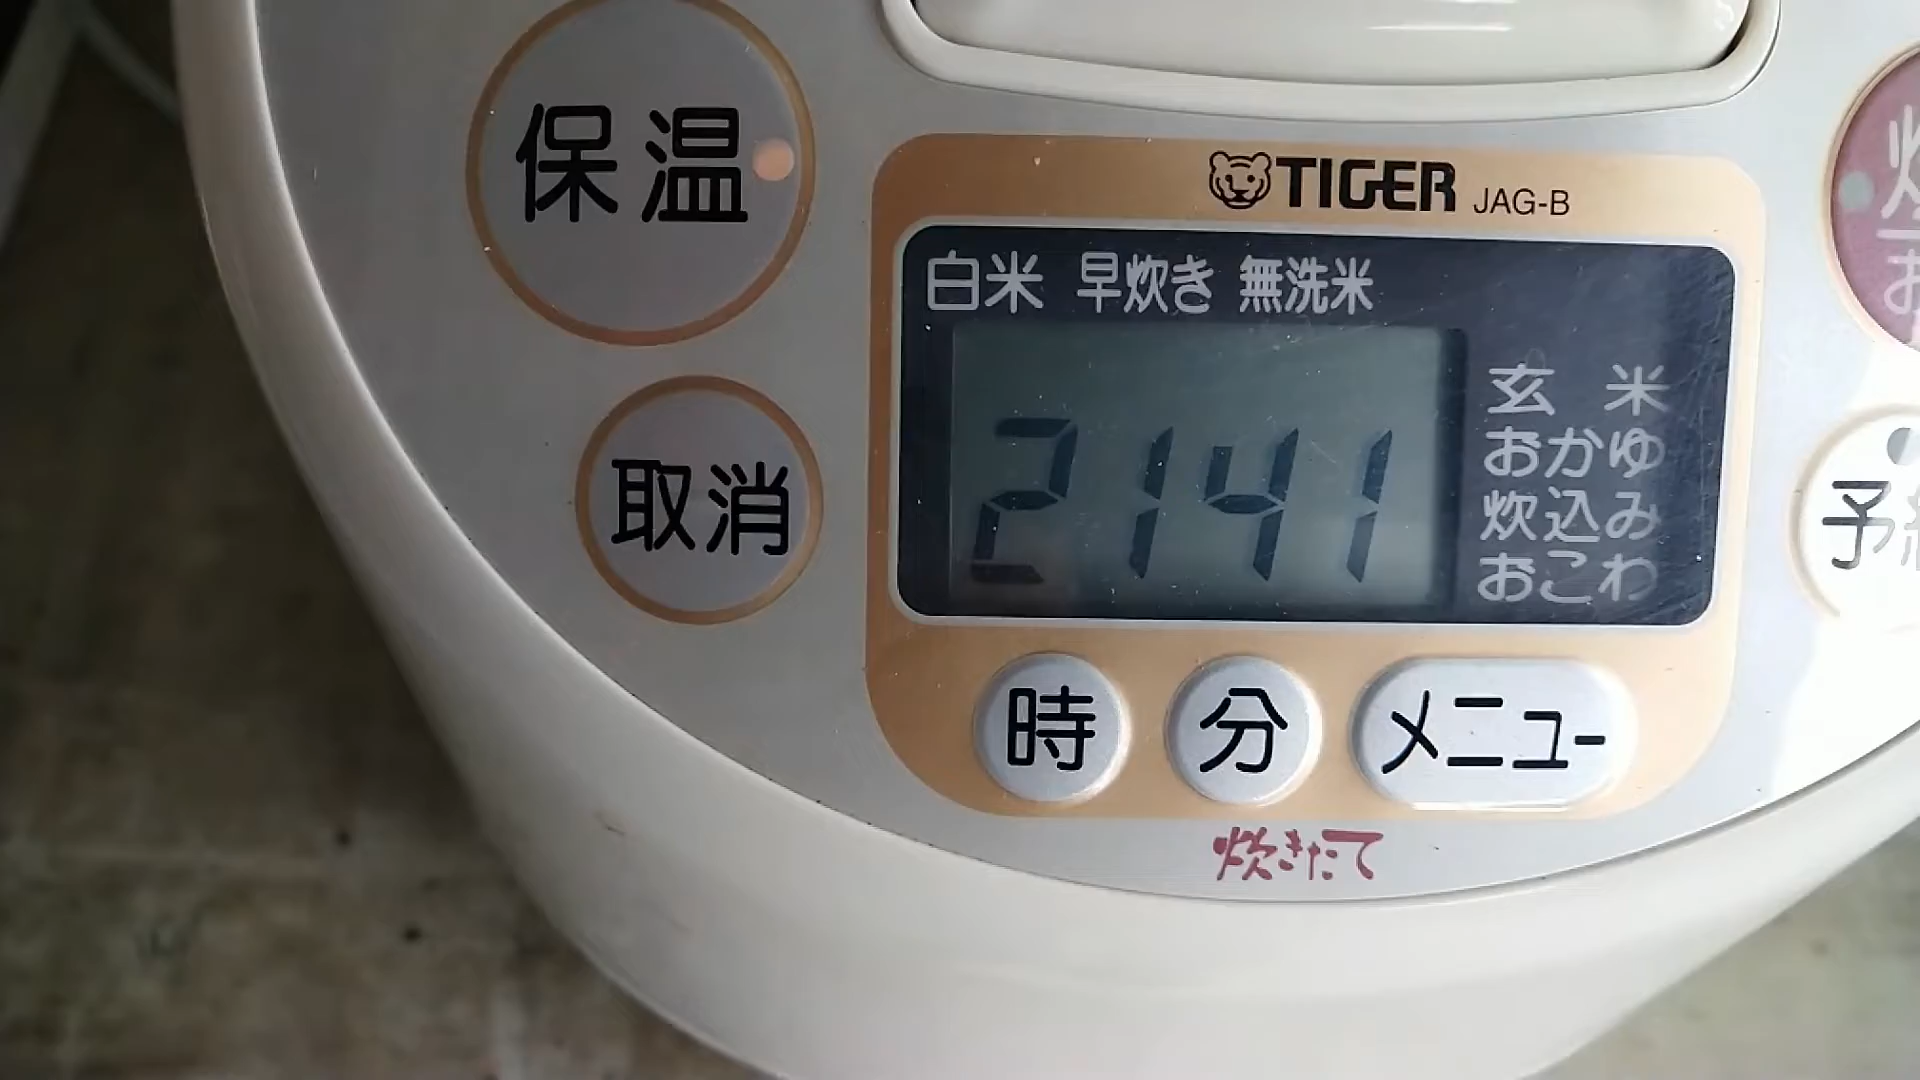 保温
TIGER JAG-B
白米 早炊き 無洗米
玄米
おかゆ
炊込み
おこわ
2141
取消
時 分 メニュー
炊きたて
予